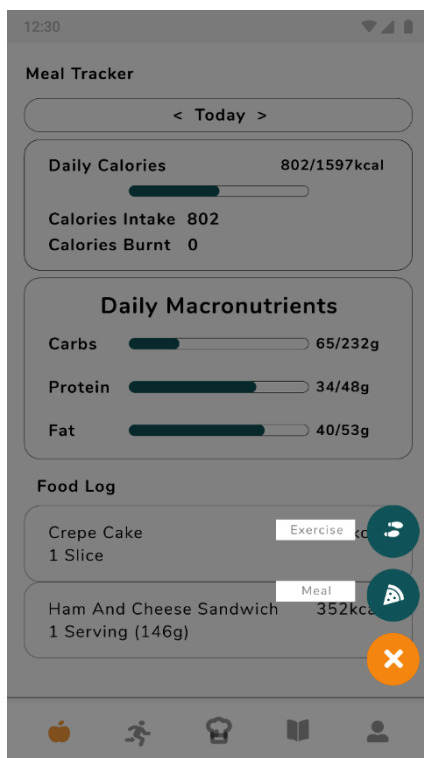 12:30
Meal Tracker
< Today >
Daily Calories 802/1597kcal
Calories Intake 802
Calories Burnt 0
Daily Macronutrients
Carbs 65/232g
Protein 34/48g
Fat 40/53g
Food Log
Exercise
Crepe Cake
1 Slice
Meal
Ham And Cheese Sandwich
1 Serving (146g)